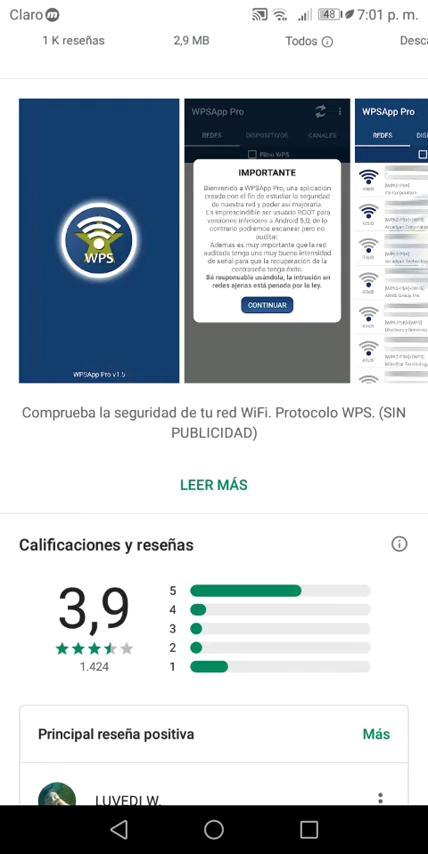 Claro
48
7:01 p. m.
1 K reseñas
2,9 MB
Todos
Desca
WPS
WPSApp Pro v1.5
WPSApp Pro
REDES
DISPOSITIVOS
CANALES
Filtro WPS
IMPORTANTE
Bienvenido a WPSApp Pro, una aplicación
creada con el fin de estudiar la seguridad
de nuestra red y poder así mejorarla.
Es imprescindible ser usuario ROOT para
versiones inferiores a Android 5.0, de lo
contrario podremos escanear pero no
auditar.
Ademas es muy importante que la red
auditada tenga una muy buena intensidad
de señal para que la recuperación de la
contraseña tenga éxito.
Sé responsable usándola, la intrusión en
redes ajenas está penada por la ley.
CONTINUAR
WPSApp Pro
REDES
Comprueba la seguridad de tu red WiFi. Protocolo WPS. (SIN
PUBLICIDAD)
LEER MÁS
Calificaciones y reseñas
3,9
1.424
5
4
3
2
1
Principal reseña positiva
Más
LUVEDI W.